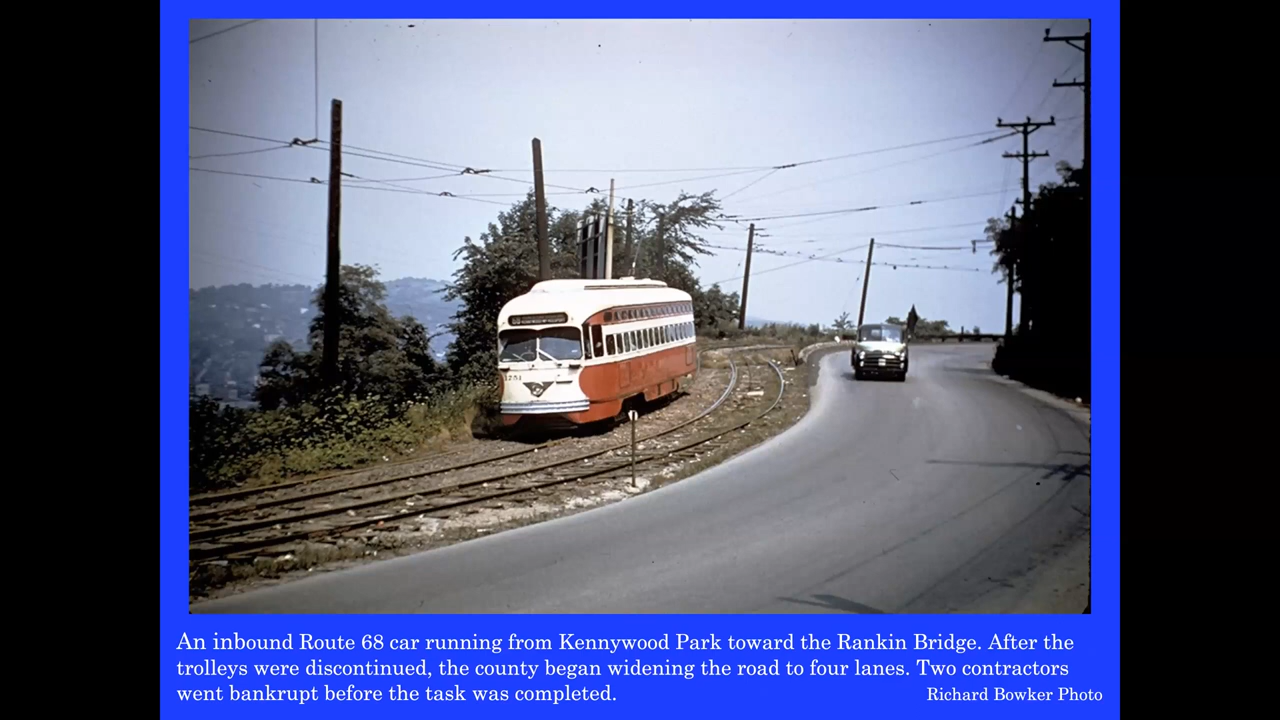 68
1751
An inbound Route 68 car running from Kennywood Park toward the Rankin Bridge. After the
trolleys were discontinued, the county began widening the road to four lanes. Two contractors
went bankrupt before the task was completed.
Richard Bowker Photo